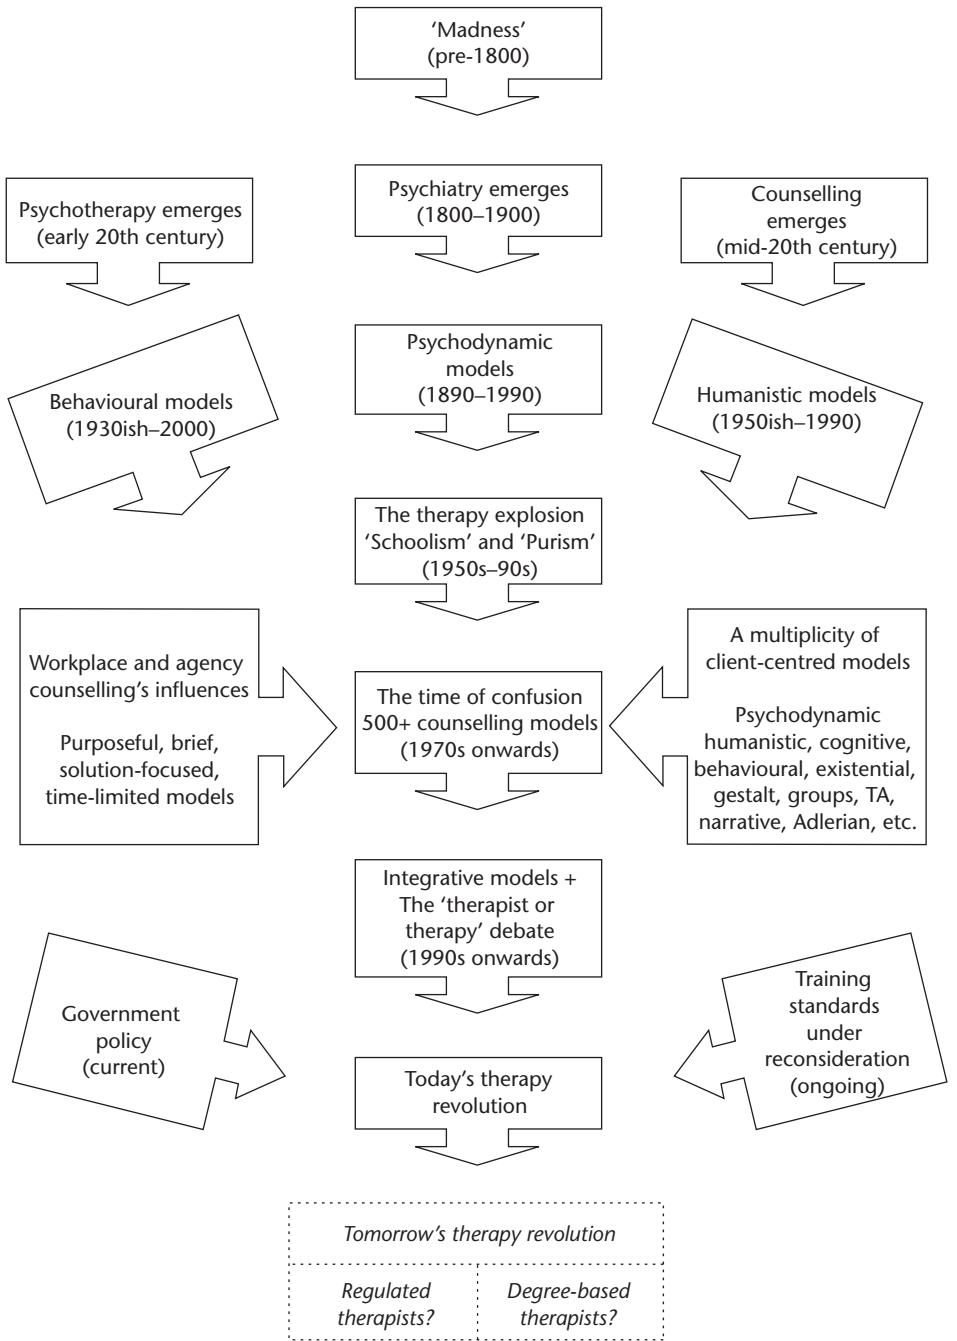 ‘Madness’
(pre-1800)
Psychotherapy emerges
(early 20th century)
Psychiatry emerges
(1800–1900)
Counselling
emerges
(mid-20th century)
Behavioural models
(1930ish–2000)
Psychodynamic
models
(1890–1990)
Humanistic models
(1950ish–1990)
The therapy explosion
‘Schoolism’ and ‘Purism’
(1950s–90s)
Workplace and agency
counselling’s influences
Purposeful, brief,
solution-focused,
time-limited models
The time of confusion
500+ counselling models
(1970s onwards)
A multiplicity of
client-centred models
Psychodynamic
humanistic, cognitive,
behavioural, existential,
gestalt, groups, TA,
narrative, Adlerian, etc.
Integrative models +
The ‘therapist or
therapy’ debate
(1990s onwards)
Government
policy
(current)
Training
standards
under
reconsideration
(ongoing)
Today’s therapy
revolution
Tomorrow’s therapy revolution
Regulated
therapists?
Degree-based
therapists?